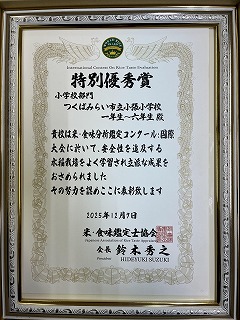 International Contest On Rice Taste Evaluation
特別優秀賞
小学校部門
つくばみらい市立小張小学校
一年生〜六年生 殿
貴校は米・食味分析鑑定コンクール:国際
大会に於いて、安全性を追及する
水稲栽培をよく学習され立派な成果を
おさめられました
その努力を認めここに表彰致します
2025年12月7日
米・食味鑑定士協会
Japanese Association of Rice Taste Appraisers
会長 鈴木秀之
President HIDEYUKI SUZUKI